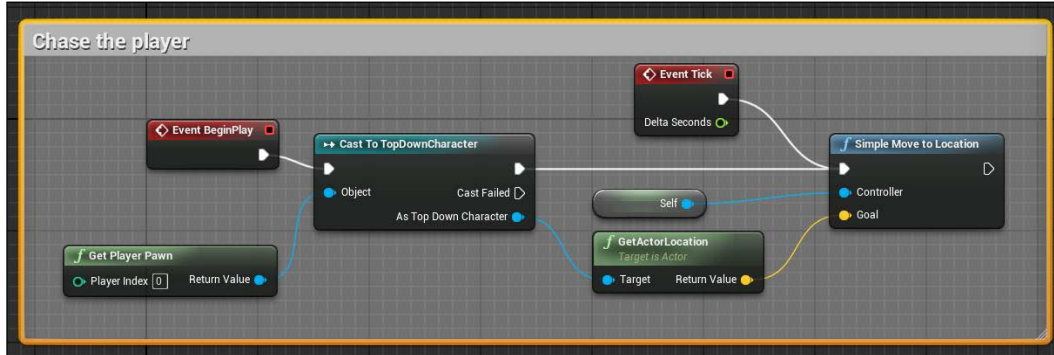 Chase the player
Event Tick
Delta Seconds
Event BeginPlay
Cast To TopDownCharacter
Object
Cast Failed
As Top Down Character
Simple Move to Location
Controller
Goal
Self
GetActorLocation
Target is Actor
Target Return Value
Get Player Pawn
Player Index 0 Return Value